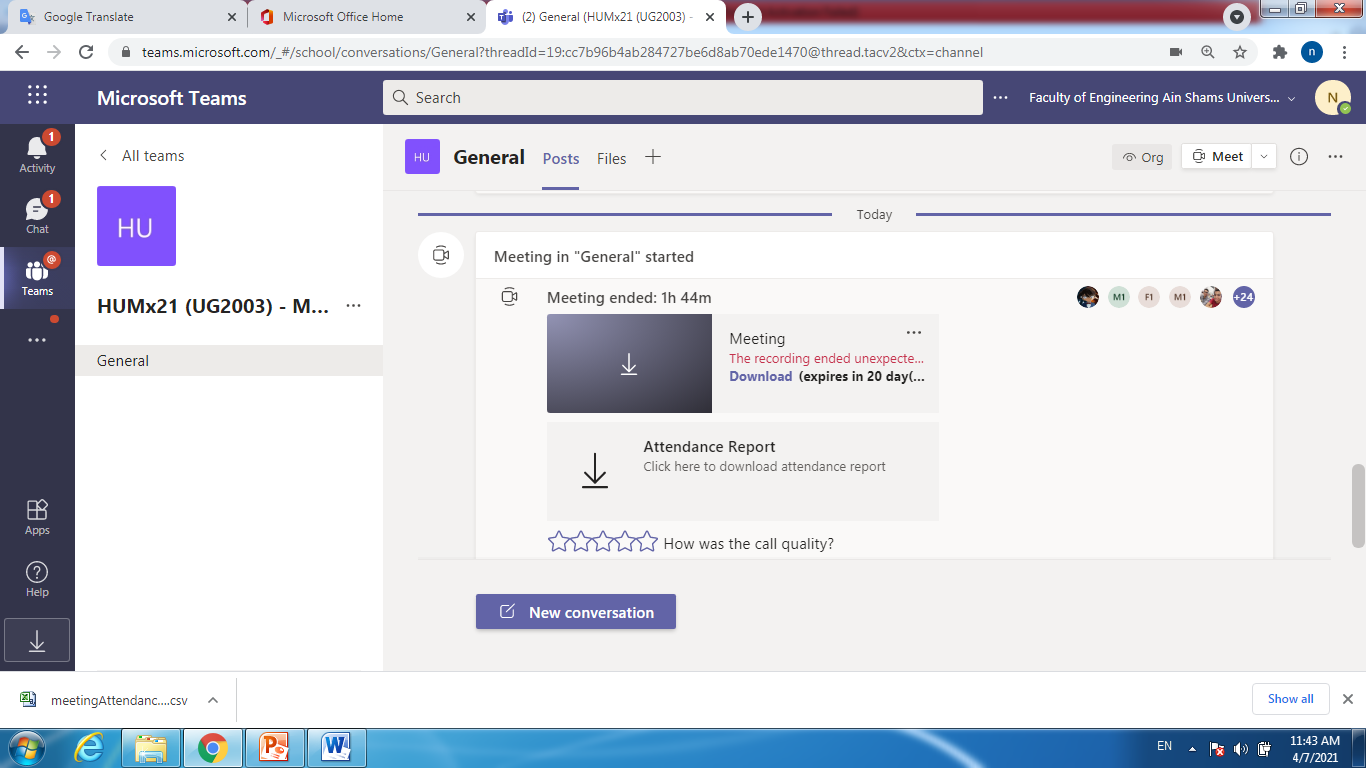 Google Translate
Microsoft Office Home
(2) General (HUMx21 (UG2003) -
teams.microsoft.com/_#/school/conversations/General?threadId=19:cc7b96b4ab284727be6d8ab70ede1470@thread.tacv2&ctx=channel
n
Microsoft Teams
Search
Faculty of Engineering Ain Shams Univers...
N
1
Activity
1
Chat
@
Teams
Apps
Help
All teams
HU
HUMx21 (UG2003) - M...
General
HU
General
Posts
Files
Org
Meet
Today
Meeting in "General" started
Meeting ended: 1h 44m
M1
F1
M1
+24
Meeting
The recording ended unexpecte...
Download (expires in 20 day(...
Attendance Report
Click here to download attendance report
How was the call quality?
New conversation
meetingAttendanc....csv
Show all
EN
11:43 AM
4/7/2021